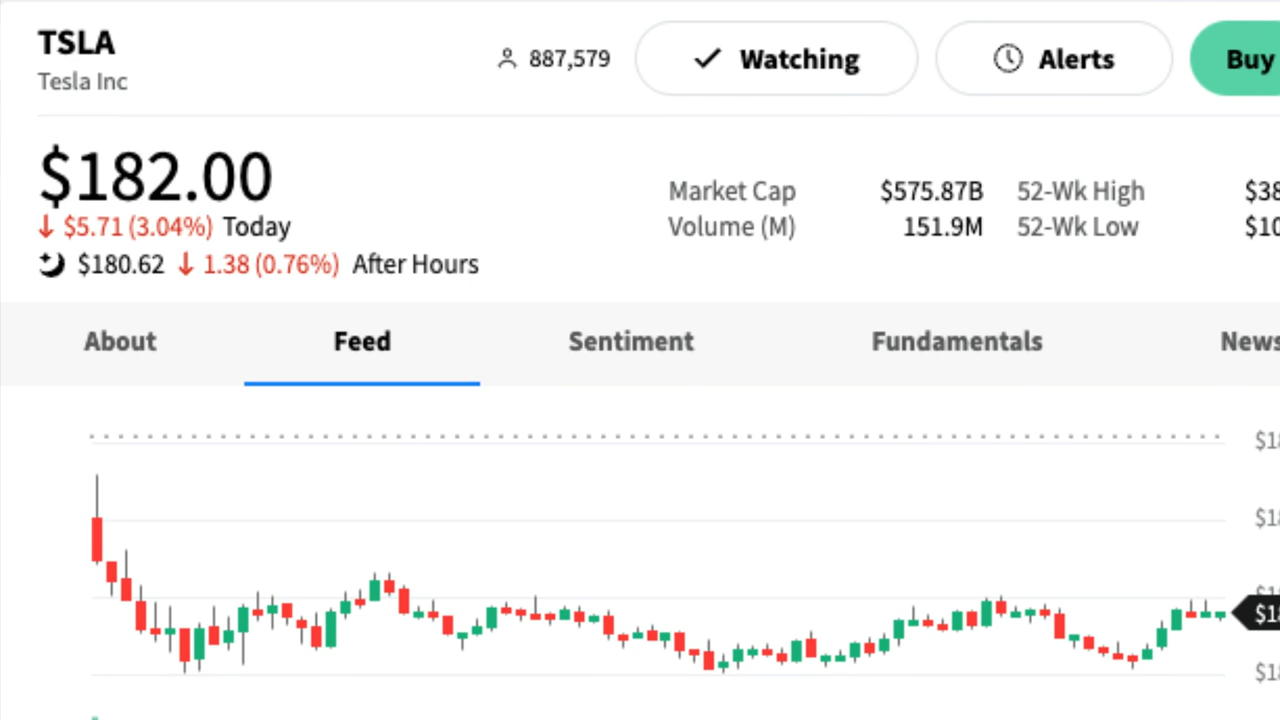 TSLA
Tesla Inc
887,579
Watching
Alerts
Buy
$182.00
↓ $5.71 (3.04%) Today
$180.62 ↓ 1.38 (0.76%) After Hours
Market Cap $575.87B 52-Wk High
Volume (M) 151.9M 52-Wk Low
About Feed Sentiment Fundamentals News